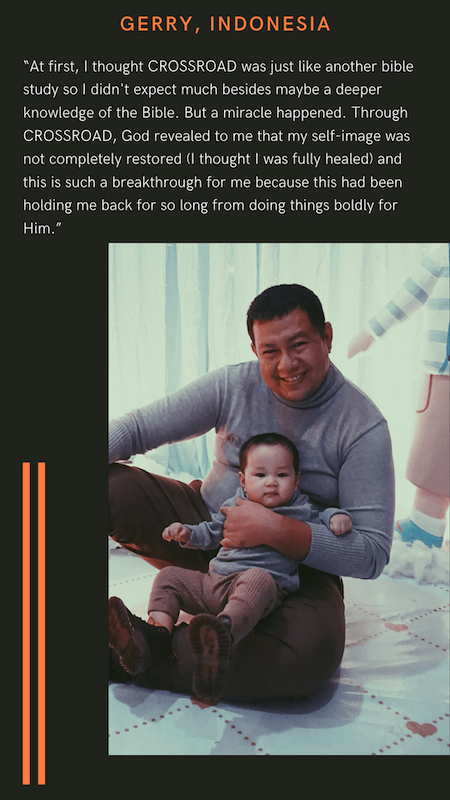 GERRY, INDONESIA
“At first, I thought CROSSROAD was just like another bible
study so I didn't expect much besides maybe a deeper
knowledge of the Bible. But a miracle happened. Through
CROSSROAD, God revealed to me that my self-image was
not completely restored (I thought I was fully healed) and
this is such a breakthrough for me because this had been
holding me back for so long from doing things boldly for
Him.”